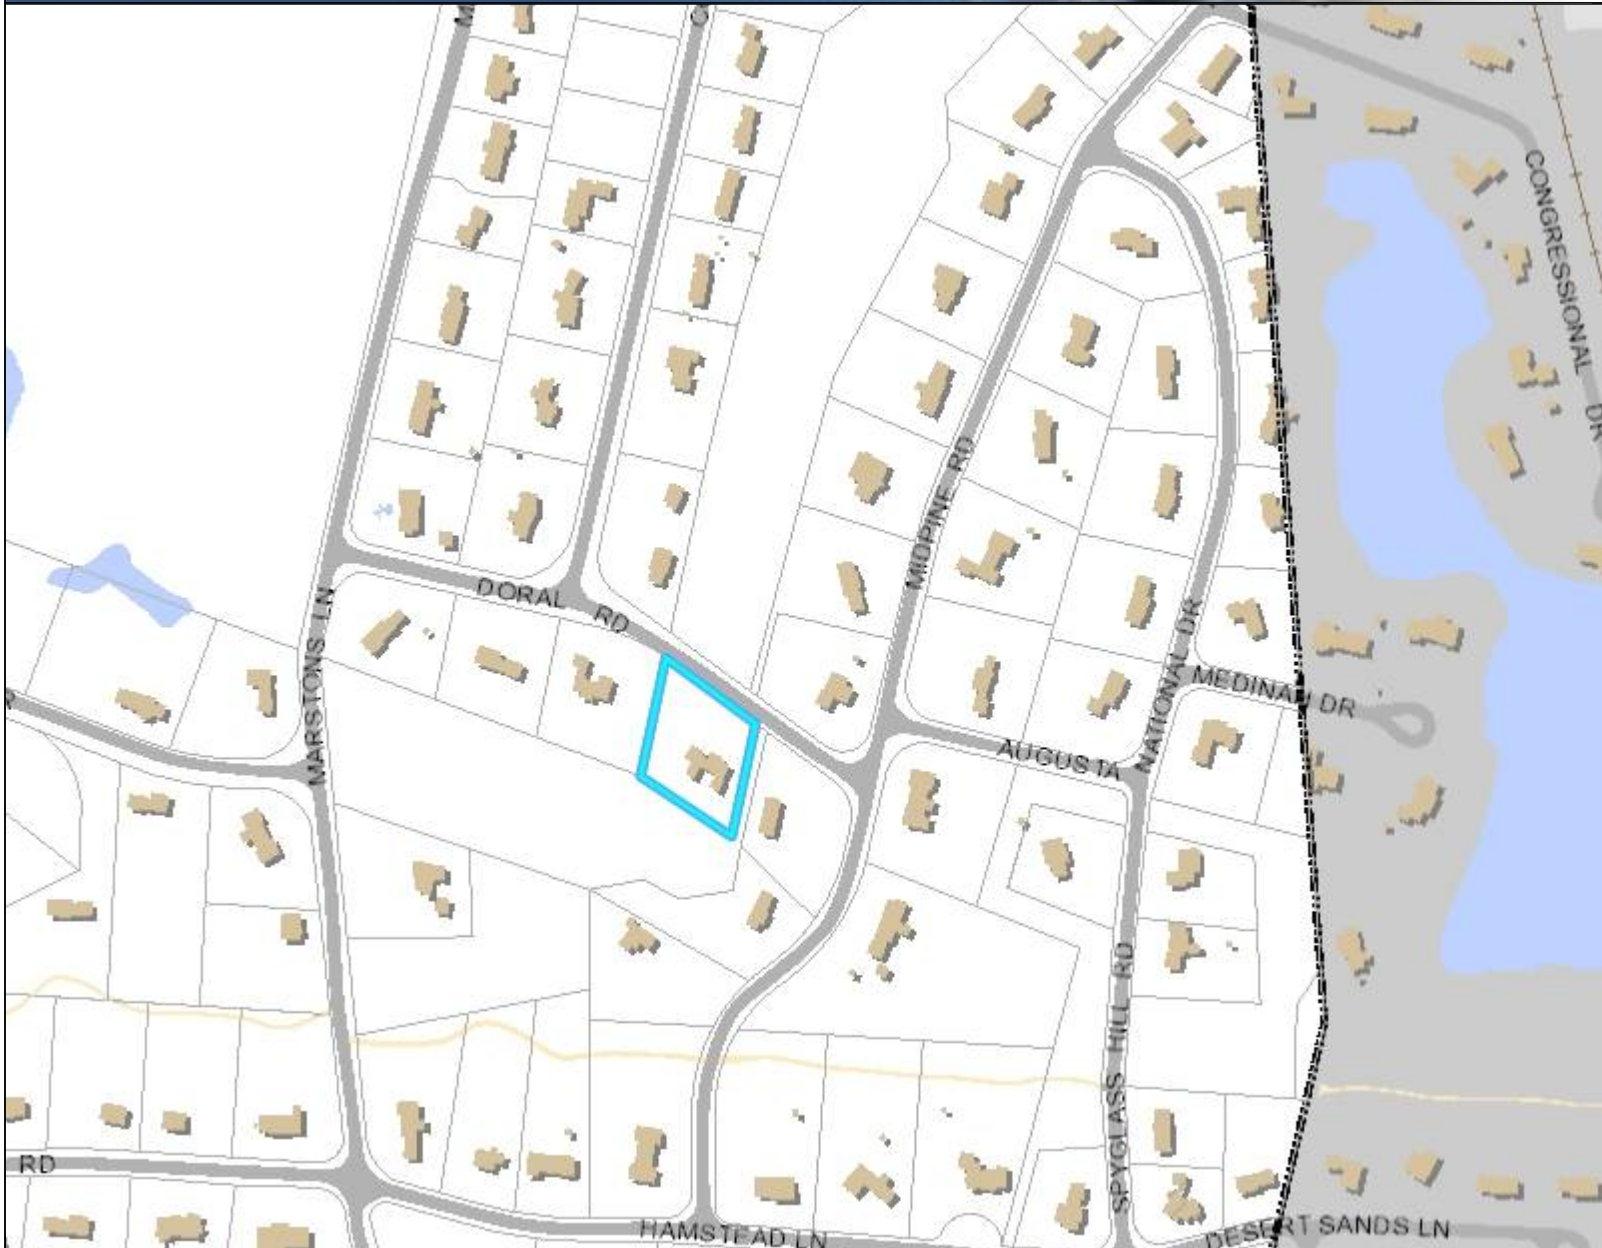 CONGRESSIONAL
DR
MIDPINE RD
DORAL RD
MARSTONS LN
NATIONAL DR
MEDINAH DR
AUGUSTA
SPYGLASS HILL RD
RD
HAMSTEAD LN
DESERT SANDS LN